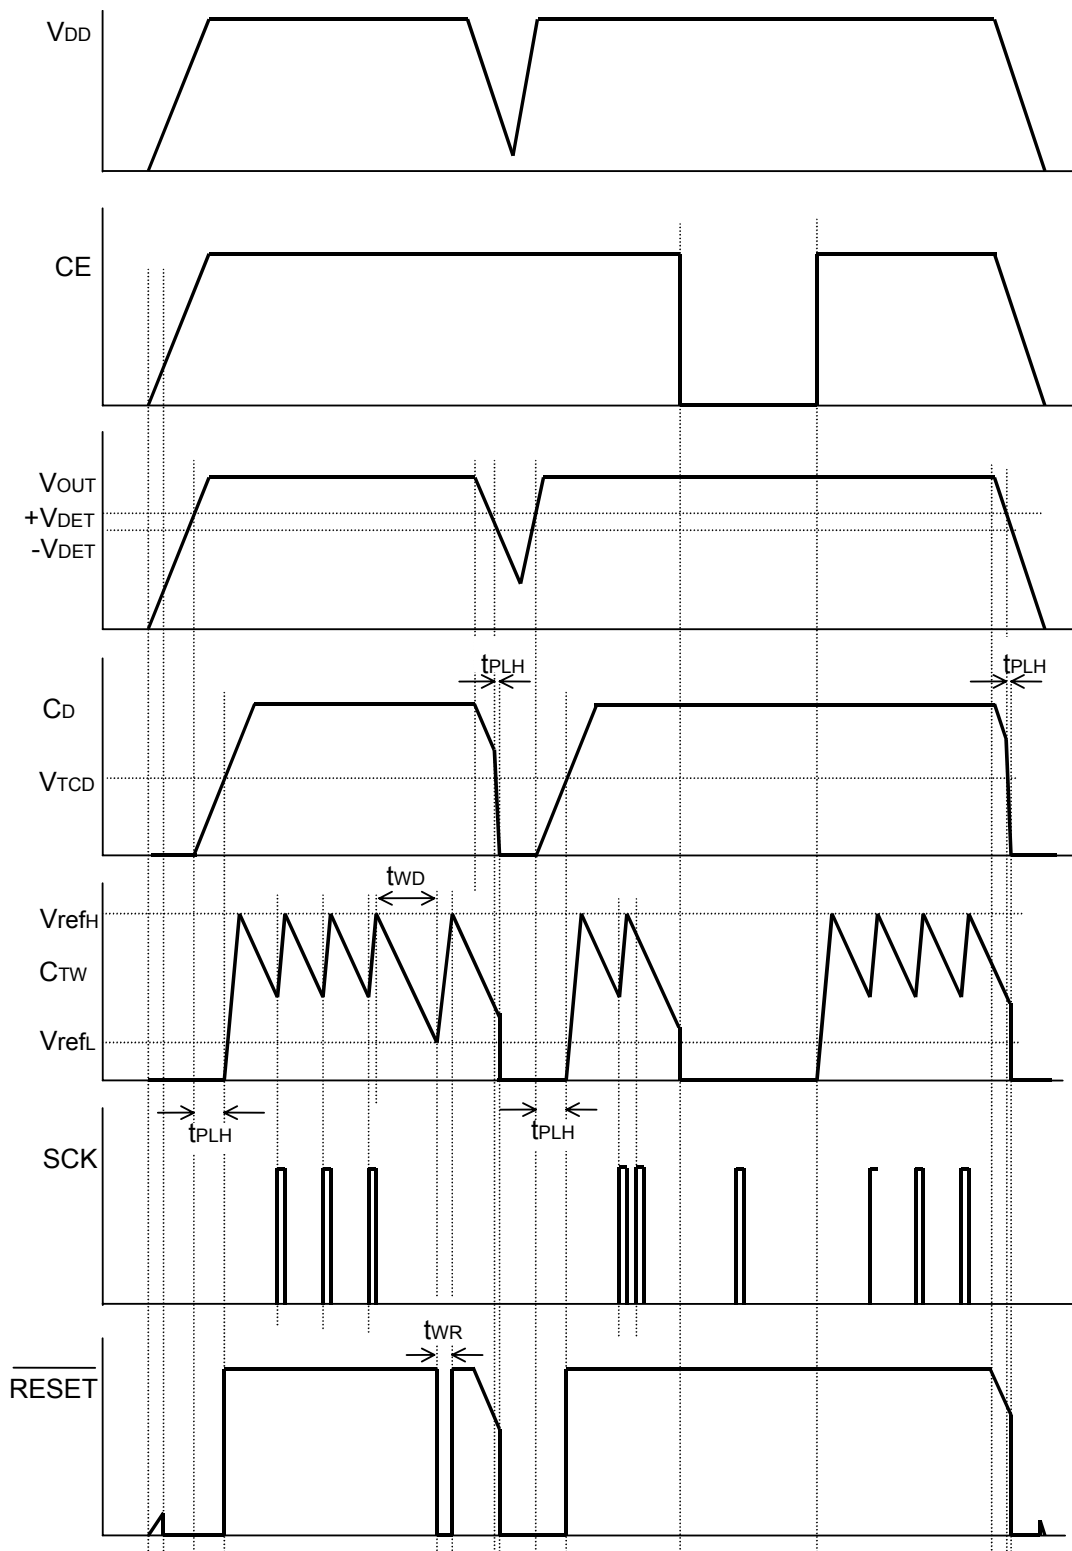 VDD
CE
VOUT
+VDET
-VDET
tPLH
tPLH
CD
VTCD
tWD
VrefH
CTW
VrefL
tPLH
tPLH
SCK
tWR
RESET